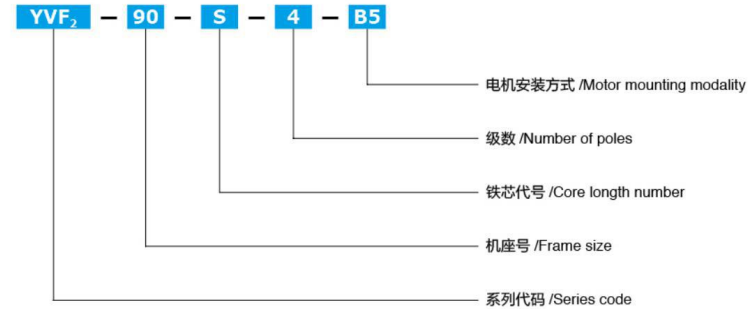 YVF₂ – 90 – S – 4 – B5
电机安装方式 /Motor mounting modality
级数 /Number of poles
铁芯代号 /Core longth number
机座号 /Frame size
系列代码 /Series code